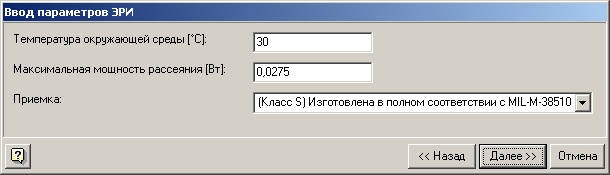 Ввод параметров ЭРИ
Температура окружающей среды [°C]: 30
Максимальная мощность рассеяния [Вт]: 0,0275
Приемка: (Класс S) Изготовлена в полном соответствии с MIL-M-38510
? << Назад Далее >> Отмена